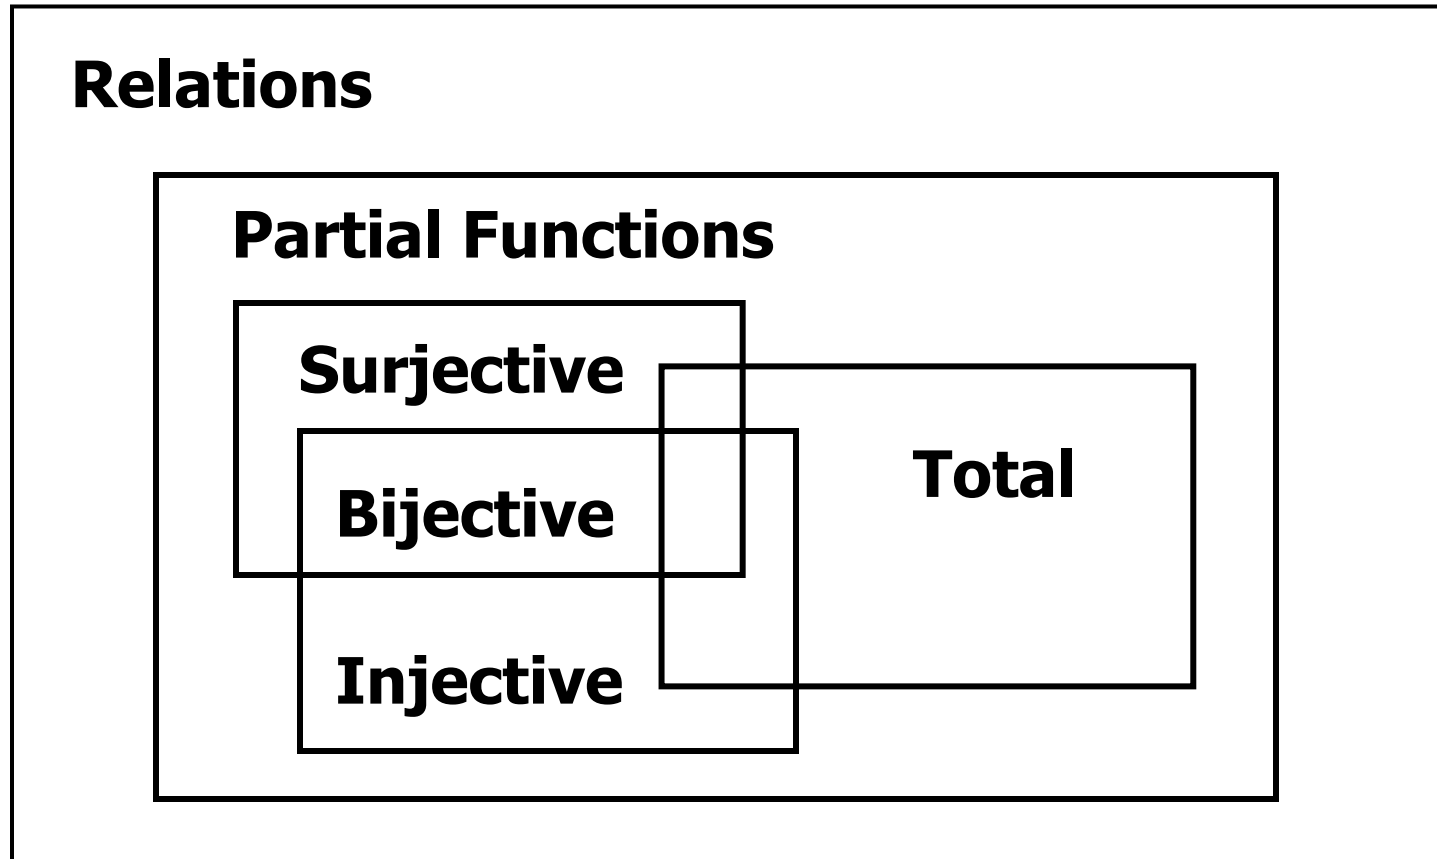 Relations
Partial Functions
Surjective
Total
Bijective
Injective